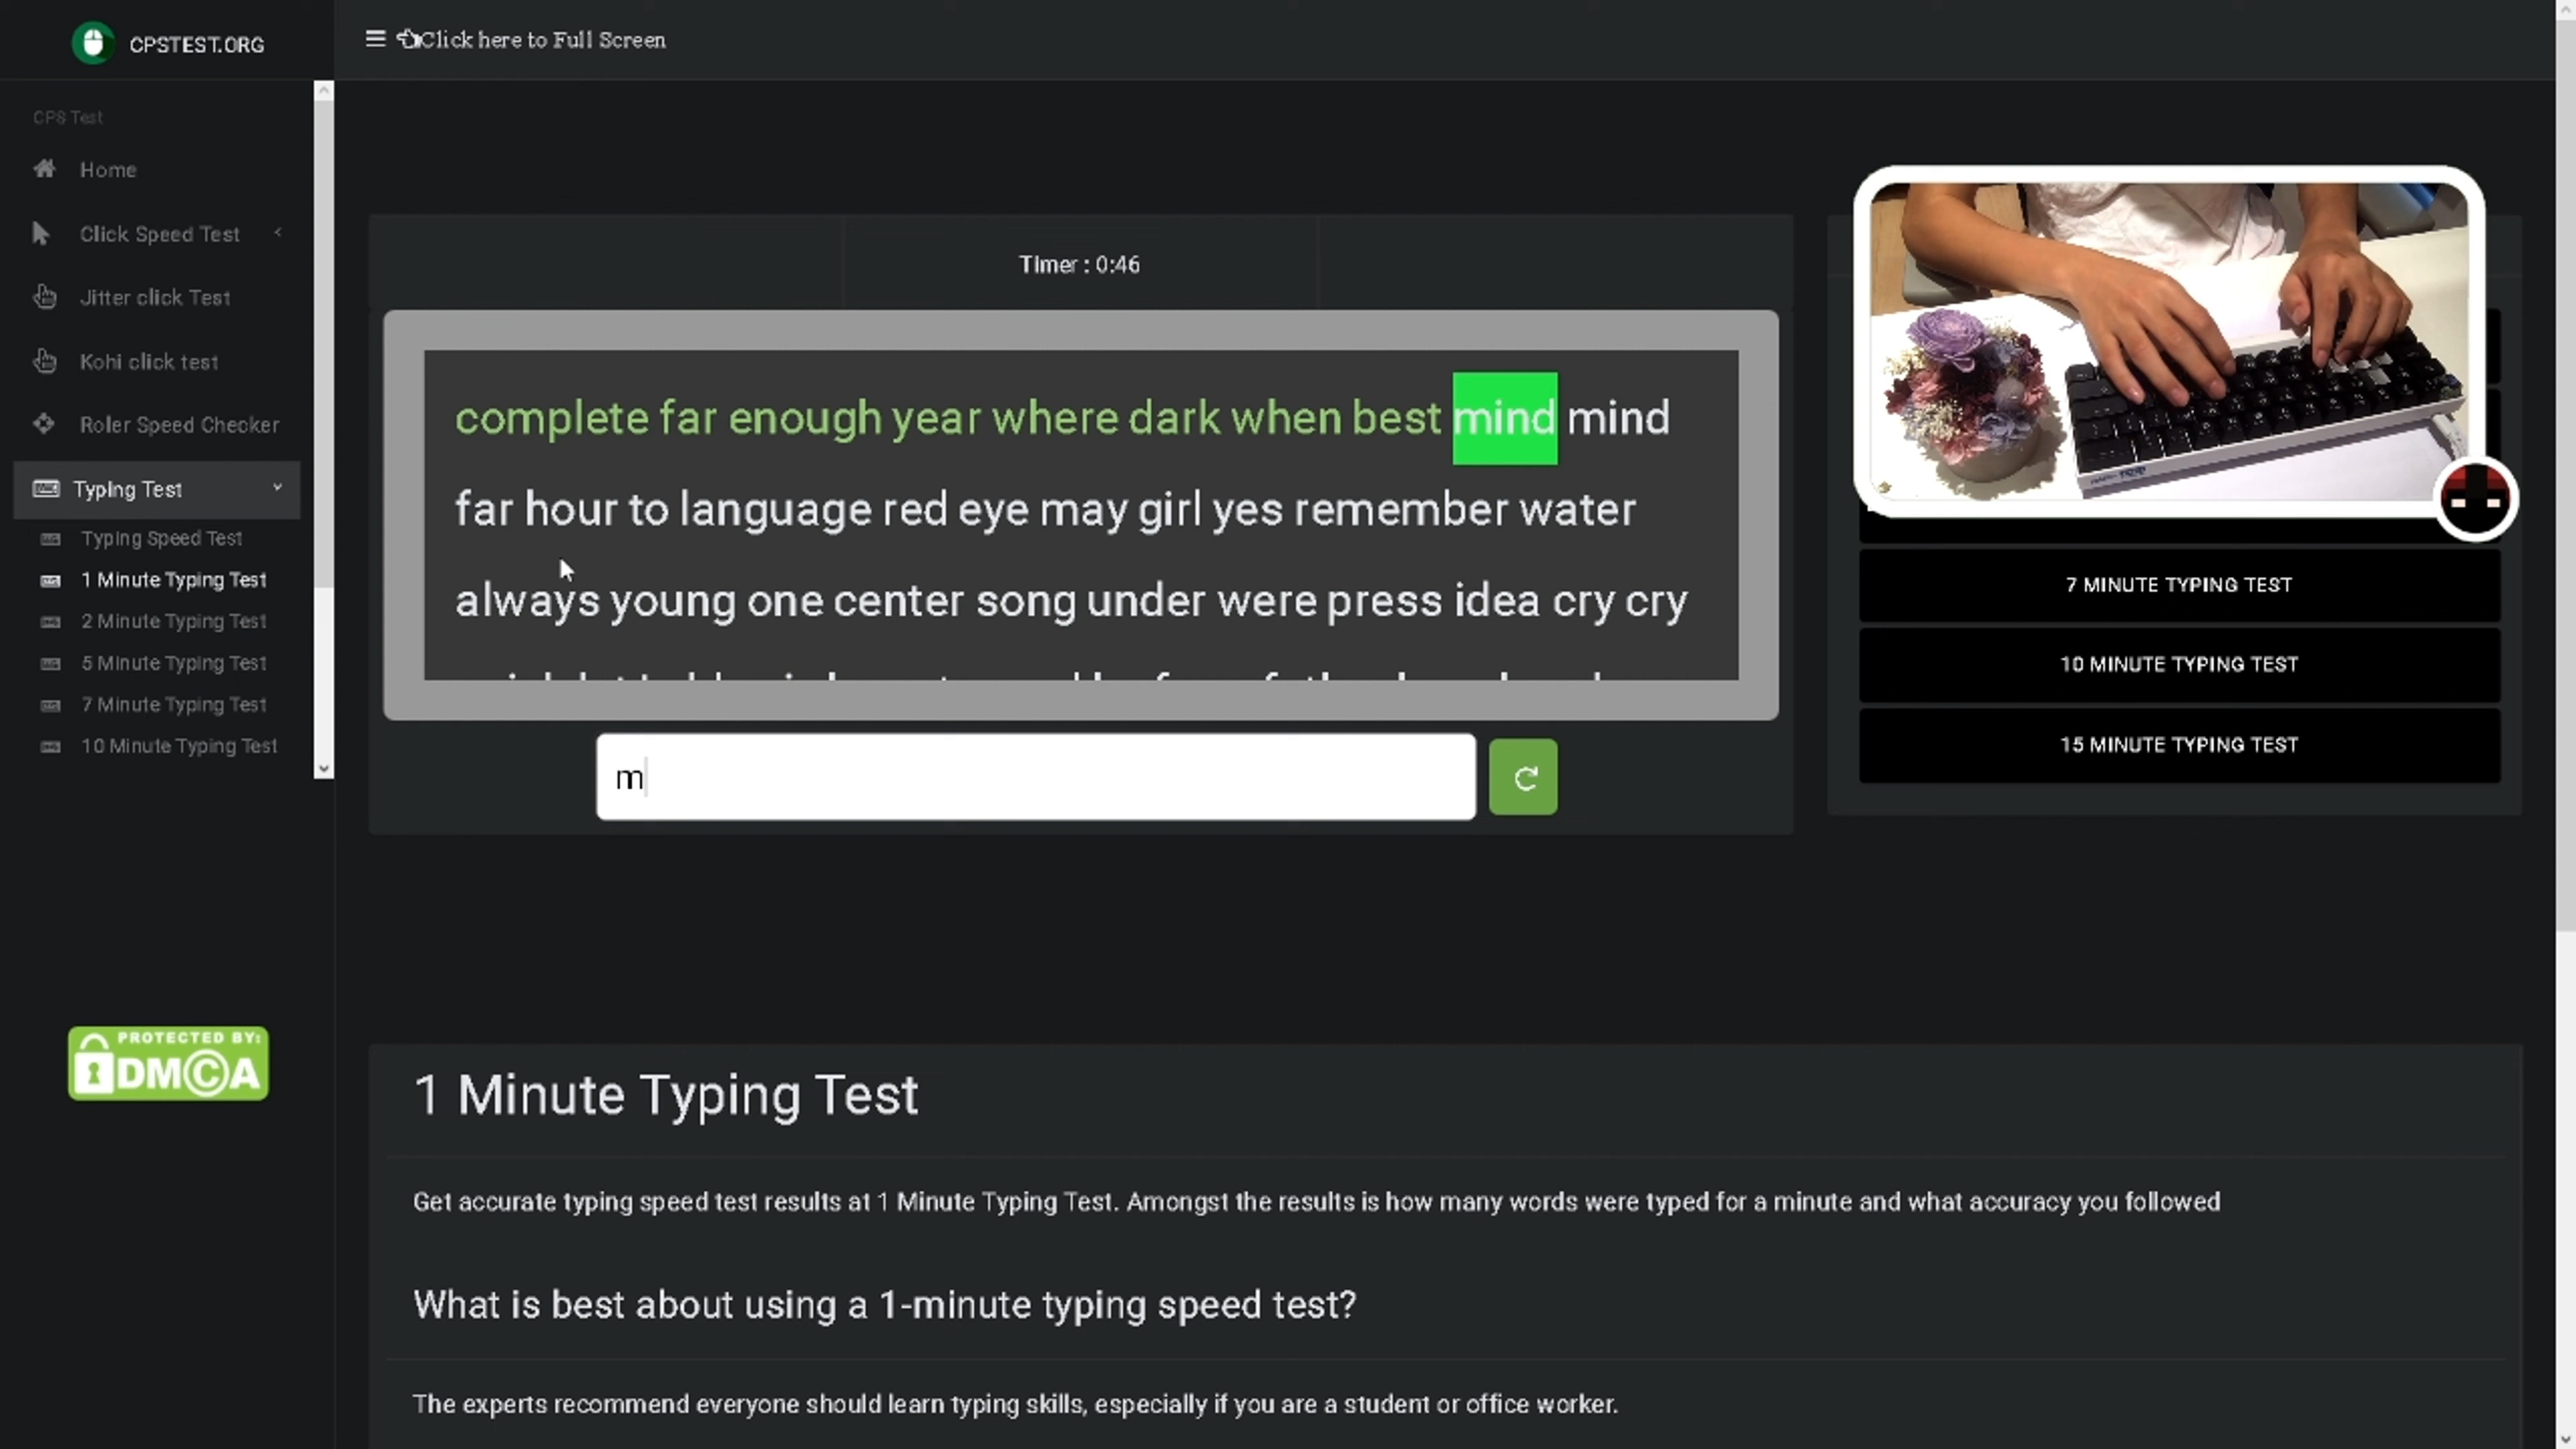 CPSTEST.ORG
Click here to Full Screen
CPS Test
Home
Click Speed Test
Jitter click Test
Kohi click test
Roler Speed Checker
Typing Test
Typing Speed Test
1 Minute Typing Test
2 Minute Typing Test
5 Minute Typing Test
7 Minute Typing Test
10 Minute Typing Test
PROTECTED BY:
DMCA
Timer : 0:46
complete far enough year where dark when best mind mind
far hour to language red eye may girl yes remember water
always young one center song under were press idea cry cry
m
7 MINUTE TYPING TEST
10 MINUTE TYPING TEST
15 MINUTE TYPING TEST
1 Minute Typing Test
Get accurate typing speed test results at 1 Minute Typing Test. Amongst the results is how many words were typed for a minute and what accuracy you followed
What is best about using a 1-minute typing speed test?
The experts recommend everyone should learn typing skills, especially if you are a student or office worker.